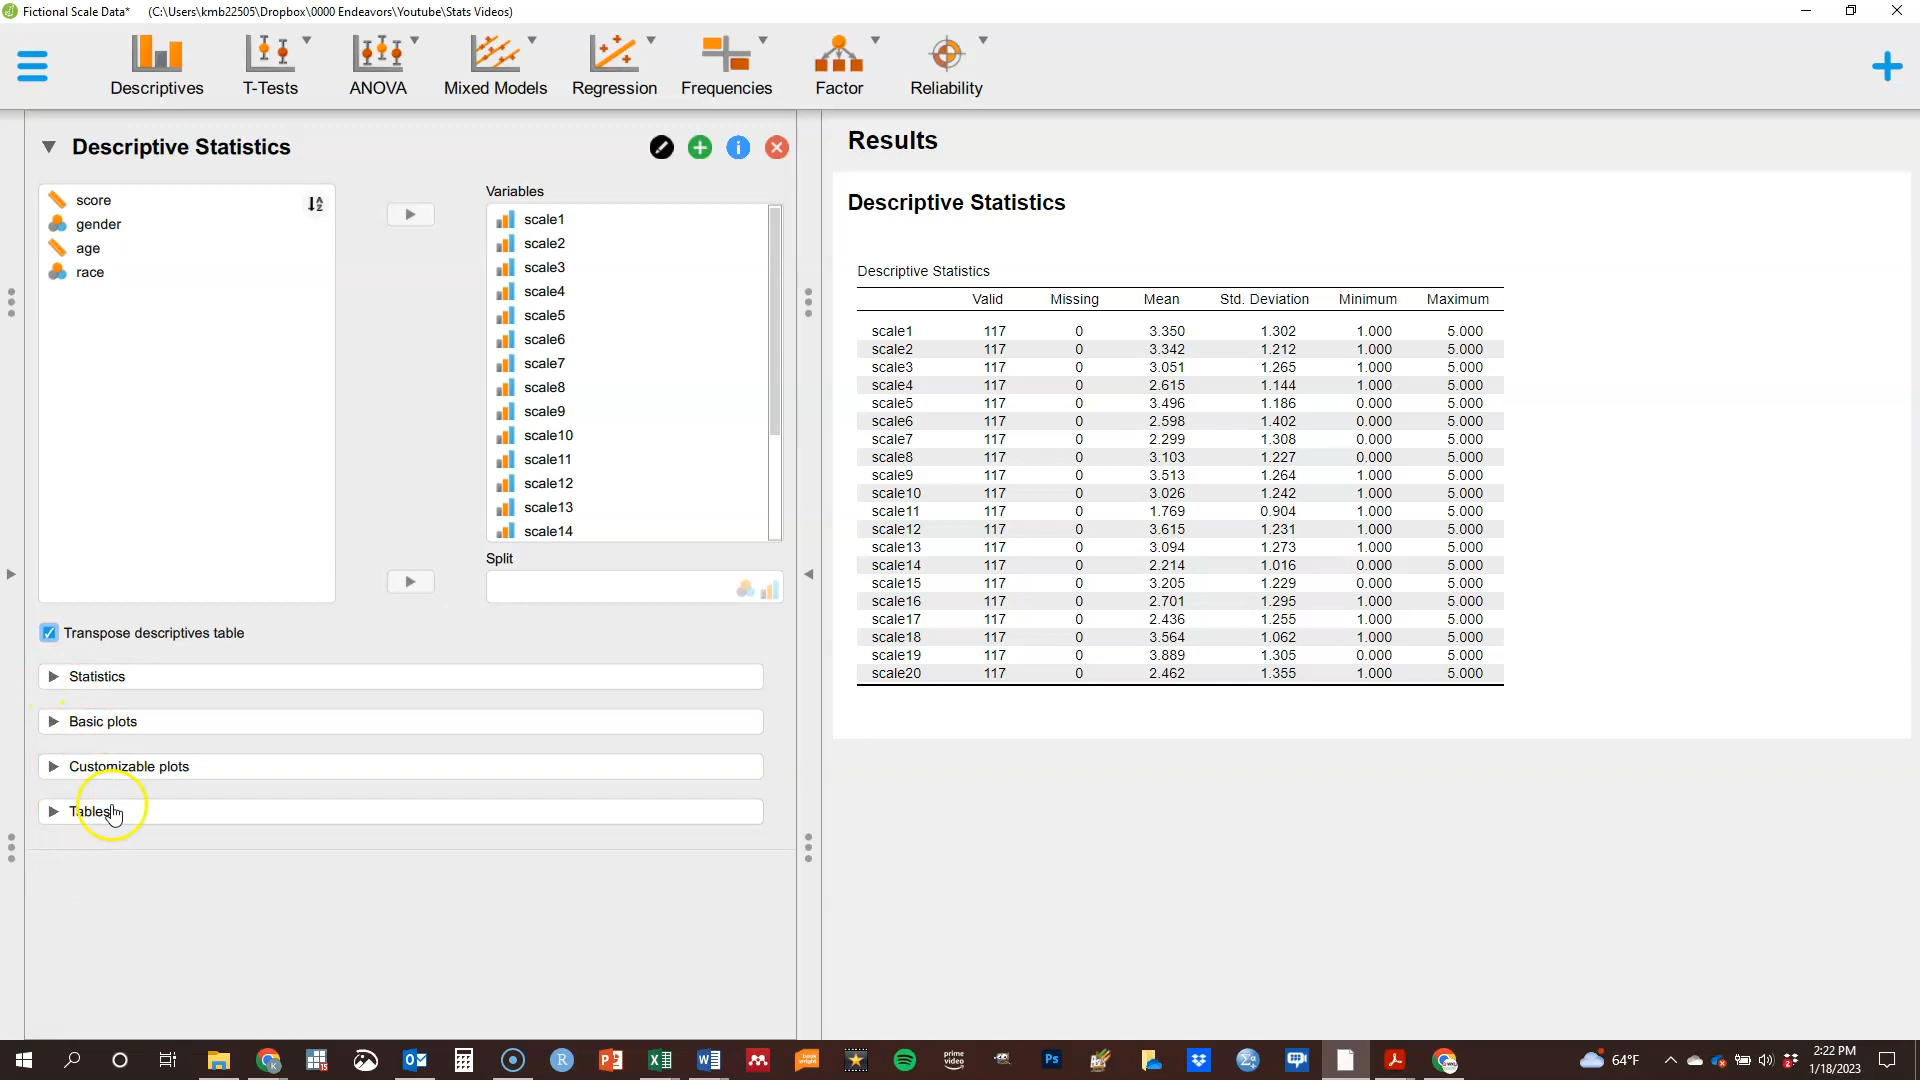 Fictional Scale Data* (C:\Users\kmb22505\Dropbox\0000 Endeavors\Youtube\Stats Videos)
Descriptives T-Tests ANOVA Mixed Models Regression Frequencies Factor Reliability
Descriptive Statistics
score
gender
age
race
Variables
scale1
scale2
scale3
scale4
scale5
scale6
scale7
scale8
scale9
scale10
scale11
scale12
scale13
scale14
Split
Transpose descriptives table
Statistics
Basic plots
Customizable plots
Tables
Results
Descriptive Statistics
Descriptive Statistics
Valid Missing Mean Std. Deviation Minimum Maximum
scale1 117 0 3.350 1.302 1.000 5.000
scale2 117 0 3.342 1.212 1.000 5.000
scale3 117 0 3.051 1.265 1.000 5.000
scale4 117 0 2.615 1.144 1.000 5.000
scale5 117 0 3.496 1.186 0.000 5.000
scale6 117 0 2.598 1.402 0.000 5.000
scale7 117 0 2.299 1.308 0.000 5.000
scale8 117 0 3.103 1.227 0.000 5.000
scale9 117 0 3.513 1.264 1.000 5.000
scale10 117 0 3.026 1.242 1.000 5.000
scale11 117 0 1.769 0.904 1.000 5.000
scale12 117 0 3.615 1.231 1.000 5.000
scale13 117 0 3.094 1.273 1.000 5.000
scale14 117 0 2.214 1.016 0.000 5.000
scale15 117 0 3.205 1.229 0.000 5.000
scale16 117 0 2.701 1.295 1.000 5.000
scale17 117 0 2.436 1.255 1.000 5.000
scale18 117 0 3.564 1.062 1.000 5.000
scale19 117 0 3.889 1.305 0.000 5.000
scale20 117 0 2.462 1.355 1.000 5.000
64°F
2:22 PM
1/18/2023